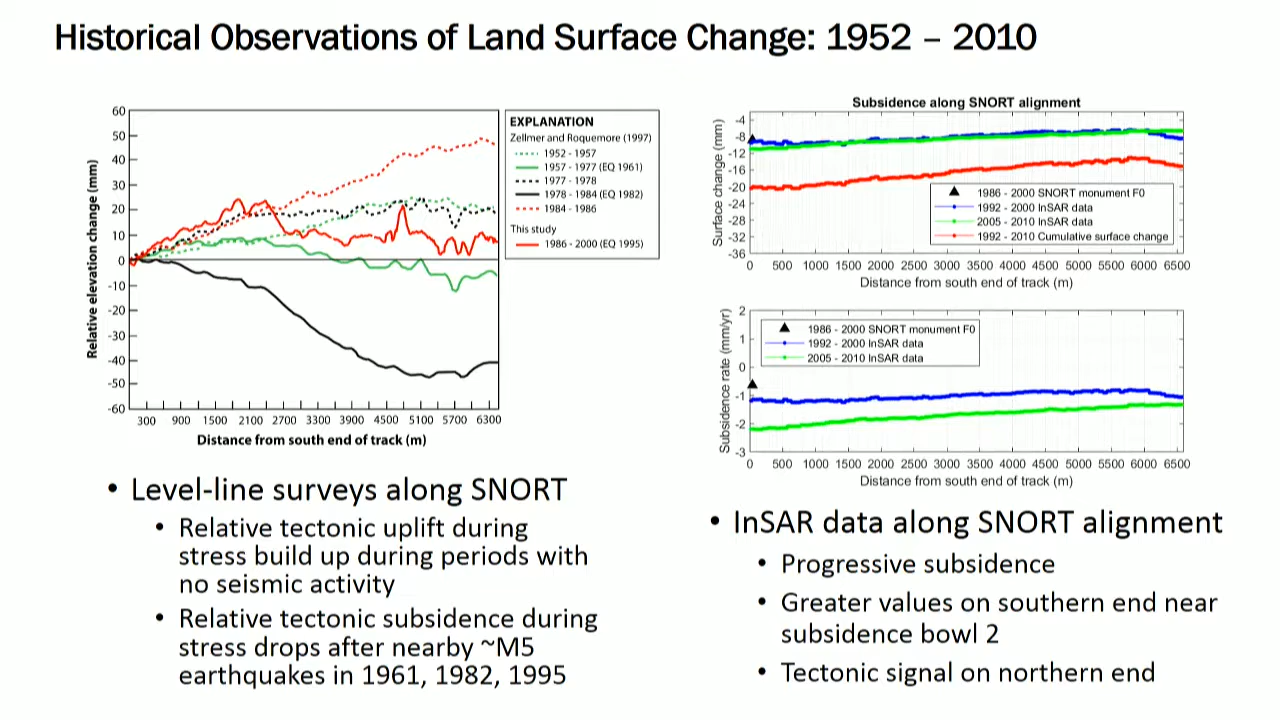 Historical Observations of Land Surface Change: 1952 – 2010
60
50
40
30
20
10
0
-10
-20
-30
-40
-50
-60
Relative elevation change (mm)
300 900 1500 2100 2700 3300 3900 4500 5100 5700 6300
Distance from south end of track (m)
EXPLANATION
Zellmer and Roquemore (1997)
1952 - 1957
1957 - 1977 (EQ 1961)
1977 - 1978
1978 - 1984 (EQ 1982)
1984 - 1986
This study
1986 - 2000 (EQ 1995)
• Level-line surveys along SNORT
• Relative tectonic uplift during
stress build up during periods with
no seismic activity
• Relative tectonic subsidence during
stress drops after nearby ~M5
earthquakes in 1961, 1982, 1995
Subsidence along SNORT alignment
-4
-8
-12
-16
-20
-24
-28
-32
-36
Surface change (mm)
1986 - 2000 SNORT monument F0
1992 - 2000 InSAR data
2005 - 2010 InSAR data
1992 - 2010 Cumulative surface change
0 500 1000 1500 2000 2500 3000 3500 4000 4500 5000 5500 6000 6500
Distance from south end of track (m)
2
1
0
-1
-2
-3
Subsidence rate (mm/yr)
1986 - 2000 SNORT monument F0
1992 - 2000 InSAR data
2005 - 2010 InSAR data
0 500 1000 1500 2000 2500 3000 3500 4000 4500 5000 5500 6000 6500
Distance from south end of track (m)
• InSAR data along SNORT alignment
• Progressive subsidence
• Greater values on southern end near
subsidence bowl 2
• Tectonic signal on northern end